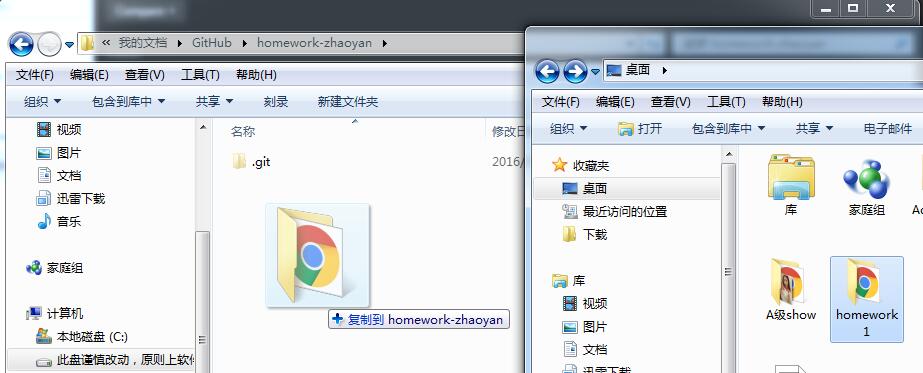 Compare
« 我的文档 GitHub homework-zhaoyan
文件(F) 编辑(E) 查看(V) 工具(T) 帮助(H)
组织 包含到库中 共享 刻录 新建文件夹
视频
图片
文档
迅雷下载
音乐
家庭组
计算机
本地磁盘 (C:)
此盘谨慎改动，原则上软件
名称 修改日
.git 2016/
复制到 homework-zhaoyan
桌面
文件(F) 编辑(E) 查看(V) 工具(T) 帮助(H)
组织 打开 包含到库中 共享 电子邮件
收藏夹
桌面
最近访问的位置
下载
库
视频
图片
文档
迅雷下载
库 家庭组
A级show homework
1